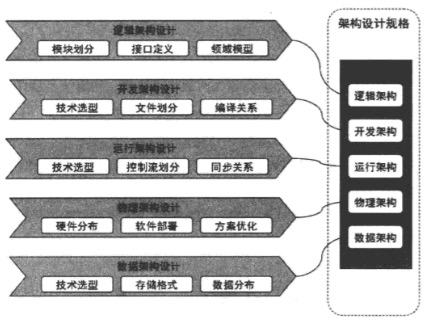 逻辑架构设计
模块划分 接口定义 领域模型
开发架构设计
技术选型 文件划分 编译关系
运行架构设计
技术选型 控制流划分 同步关系
物理架构设计
硬件分布 软件部署 方案优化
数据架构设计
技术选型 存储格式 数据分布
架构设计规格
逻辑架构
开发架构
运行架构
物理架构
数据架构